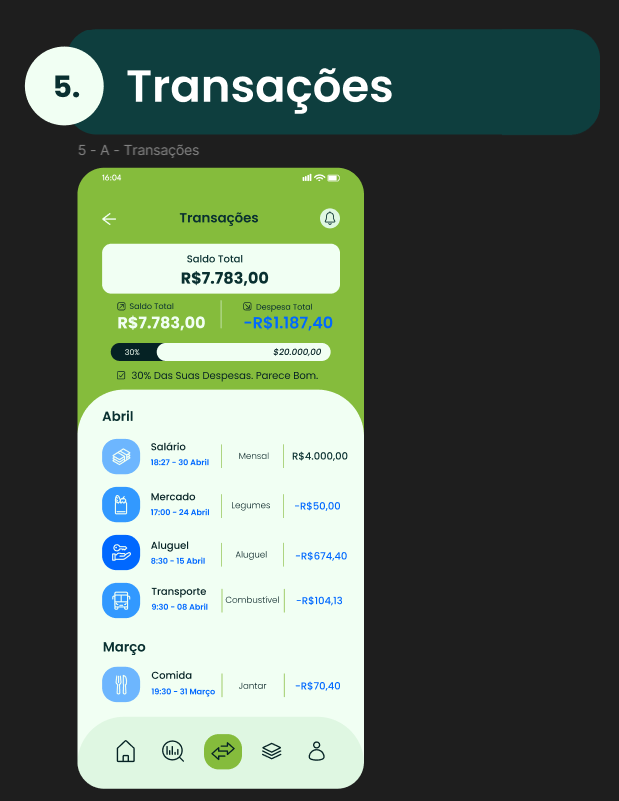 5. Transações
5 - A - Transações
16:04
Transações
Saldo Total
R$7.783,00
Saldo Total
Despesa Total
R$7.783,00
-R$1.187,40
30%
$20.000,00
30% Das Suas Despesas. Parece Bom.
Abril
Salário
18:27 - 30 Abril
Mensal
R$4.000,00
Mercado
17:00 - 24 Abril
Legumes
-R$50,00
Aluguel
8:30 - 15 Abril
Aluguel
-R$674,40
Transporte
9:30 - 08 Abril
Combustível
-R$104,13
Março
Comida
19:30 - 31 Março
Jantar
-R$70,40